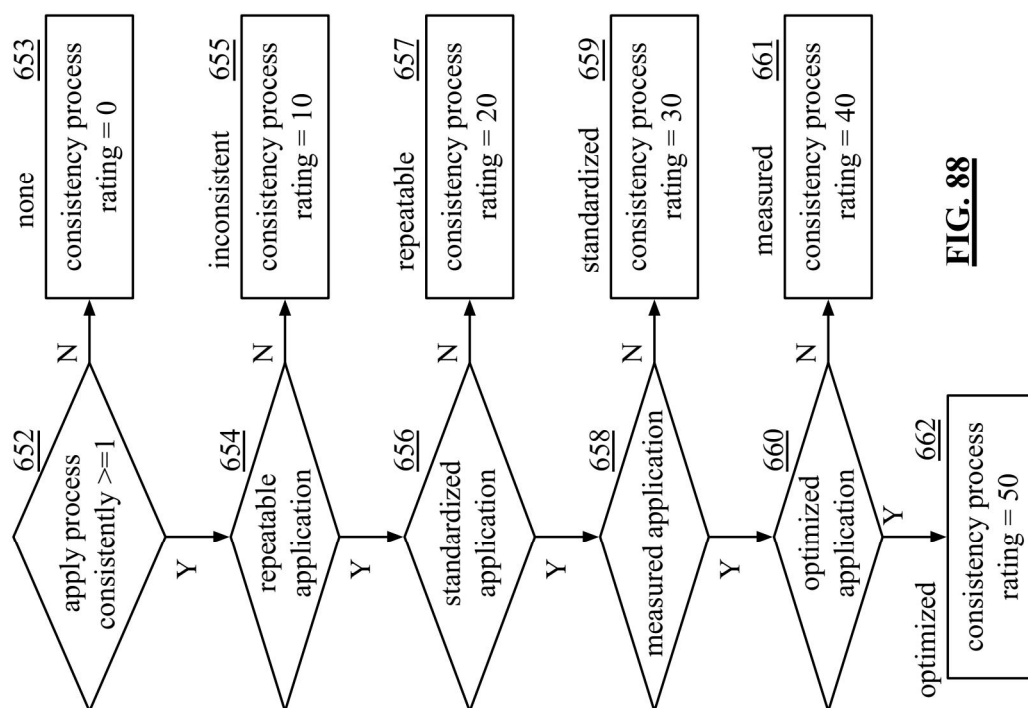 652
apply process
consistently >=1
N
none
653
consistency process
rating = 0
Y
654
repeatable
application
N
inconsistent
655
consistency process
rating = 10
Y
656
standardized
application
N
repeatable
657
consistency process
rating = 20
Y
658
measured application
N
standardized
659
consistency process
rating = 30
Y
660
optimized
application
N
measured
661
consistency process
rating = 40
Y
optimized
662
consistency process
rating = 50
FIG. 88